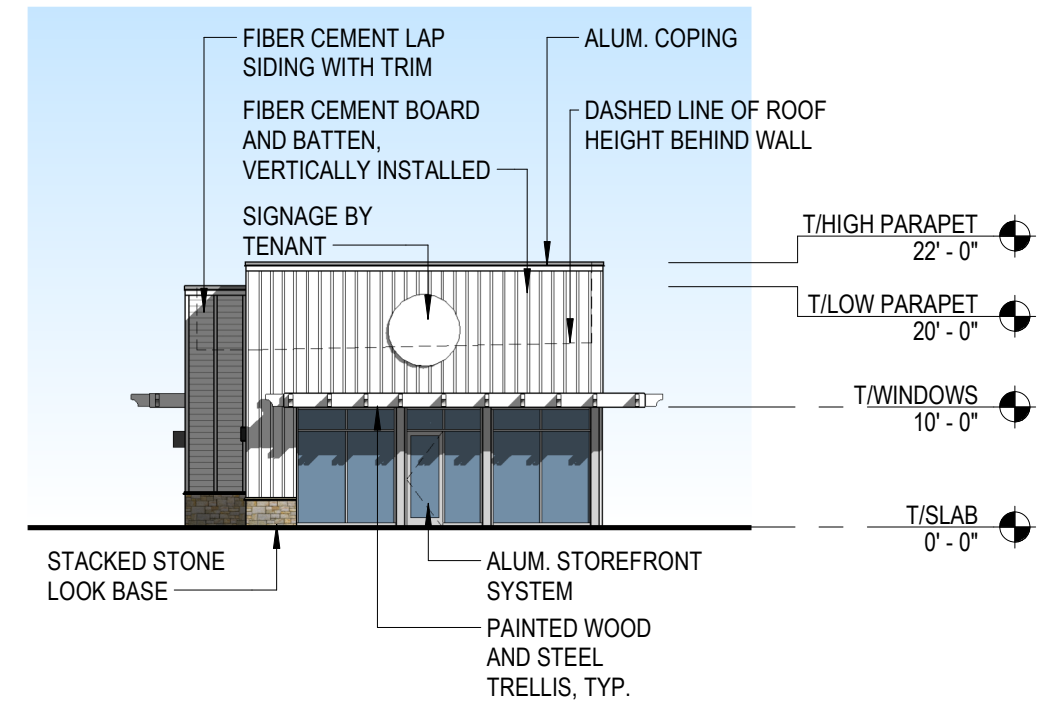 FIBER CEMENT LAP
SIDING WITH TRIM
FIBER CEMENT BOARD
AND BATTEN,
VERTICALLY INSTALLED
SIGNAGE BY
TENANT
ALUM. COPING
DASHED LINE OF ROOF
HEIGHT BEHIND WALL
T/HIGH PARAPET
22' - 0"
T/LOW PARAPET
20' - 0"
T/WINDOWS
10' - 0"
T/SLAB
0' - 0"
STACKED STONE
LOOK BASE
ALUM. STOREFRONT
SYSTEM
PAINTED WOOD
AND STEEL
TRELLIS, TYP.